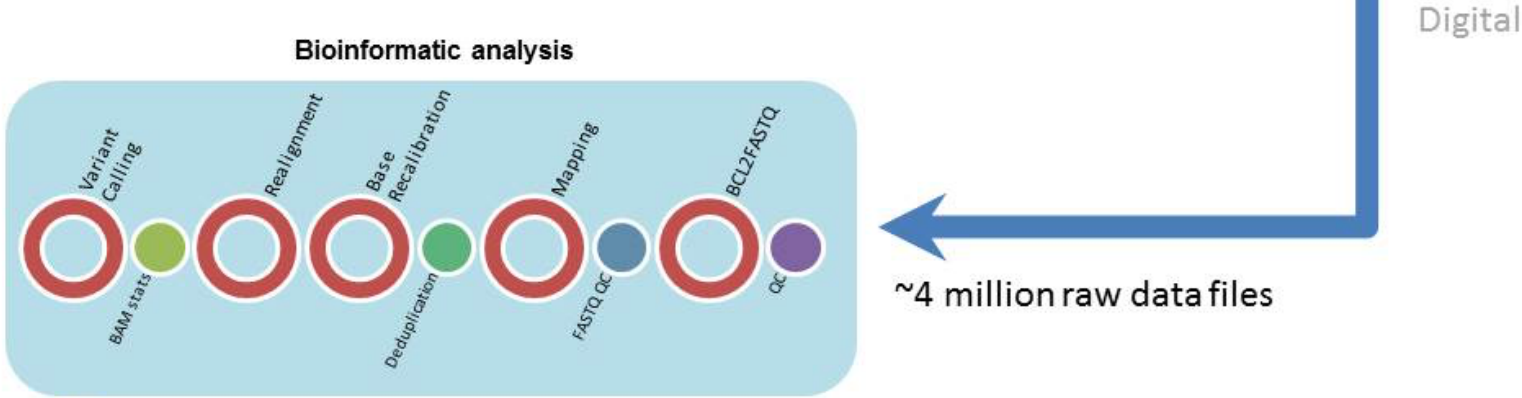 Digital
Bioinformatic analysis
Variant
Calling
Realignment
Base
Recalibration
Mapping
BCL2FASTQ
BAM stats
Deduplication
FASTQ QC
QC
~4 million raw data files